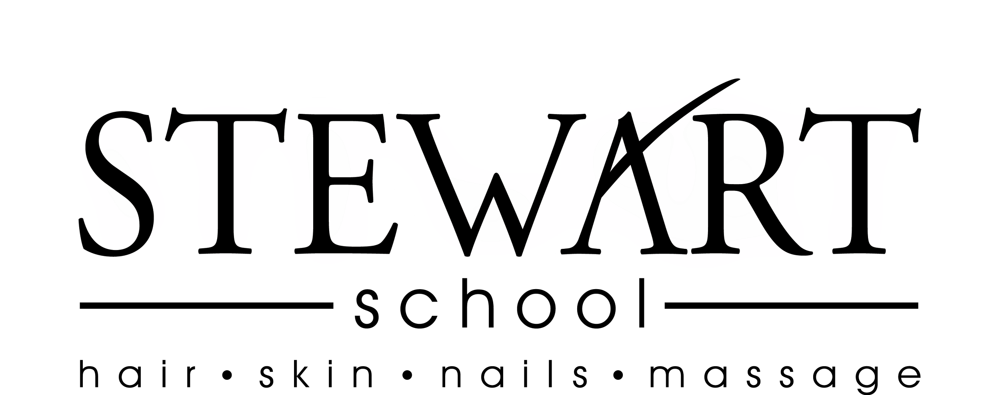 STEWART
school
hair • skin • nails • massage